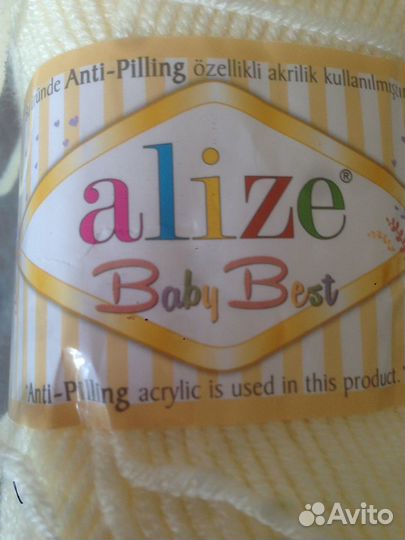 Anti-Pilling özellikli akrilik kullanılmıştır
alize®
Baby Best
"Anti-Pilling acrylic is used in this product."
Avito